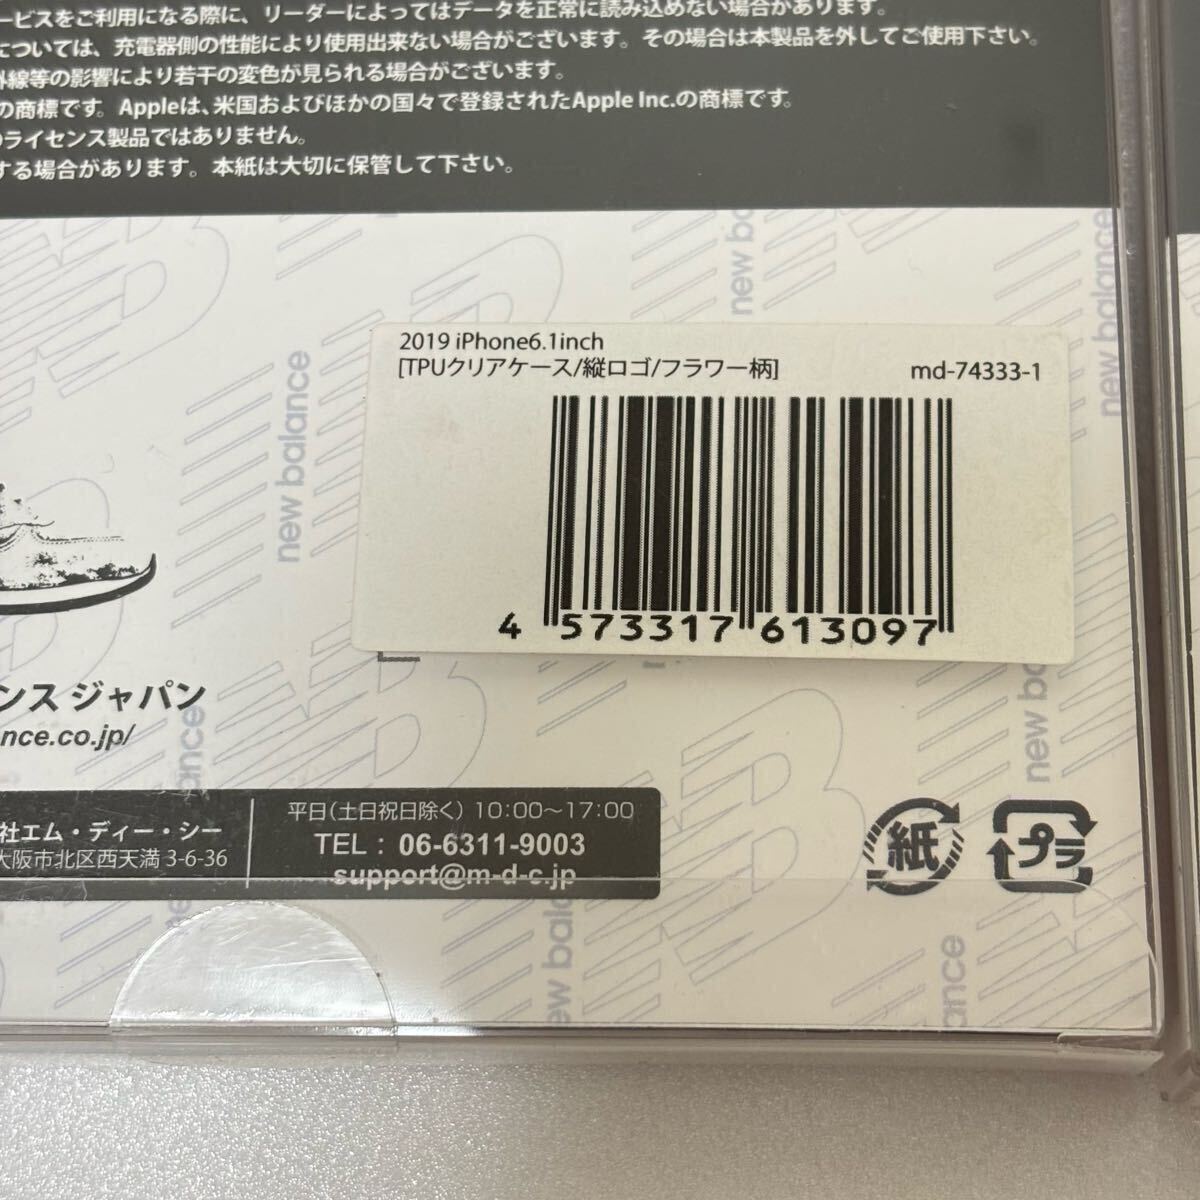 ービスをご利用になる際に、リーダーによってはデータを正常に読み込めない場合があります。
については、充電器側の性能により使用出来ない場合がございます。その場合は本製品を外してご使用下さい。
外線等の影響により若干の変色が見られる場合がございます。
の商標です。Appleは、米国およびほかの国々で登録されたApple Inc.の商標です。
のライセンス製品ではありません。
する場合があります。本紙は大切に保管して下さい。
new balance
new balance
new balance
2019 iPhone6.1inch
[TPUクリアケース/縦ロゴ/フラワー柄]
md-74333-1
4 573317 613097
ンス ジャパン
nce.co.jp/
new balance
社エム・ディー・シー
大阪市北区西天満 3-6-36
平日(土日祝日除く) 10:00〜17:00
TEL : 06-6311-9003
support@m-d-c.jp
紙
プラ
new balance
ance